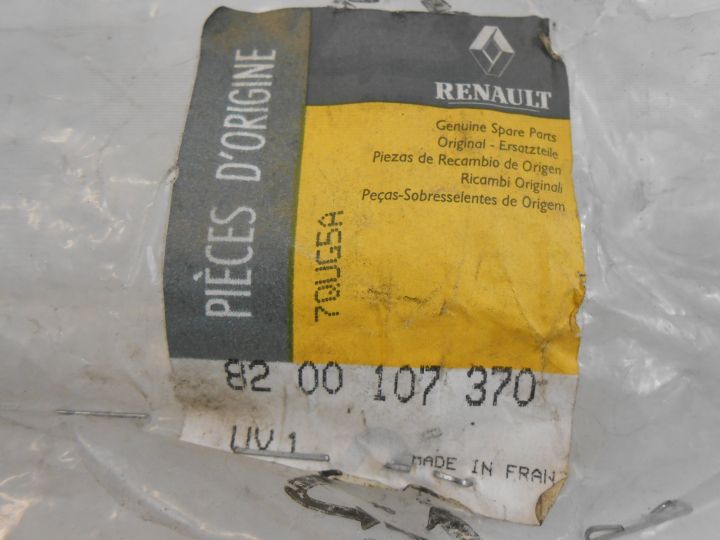 PIÈCES D'ORIGINE
RENAULT
Genuine Spare Parts
Original - Ersatzteile
Piezas de Recambio de Origen
Ricambi Originali
Peças-Sobresselentes de Origem
7QUG5A
82 00 107 370
UV 1
MADE IN FRAN